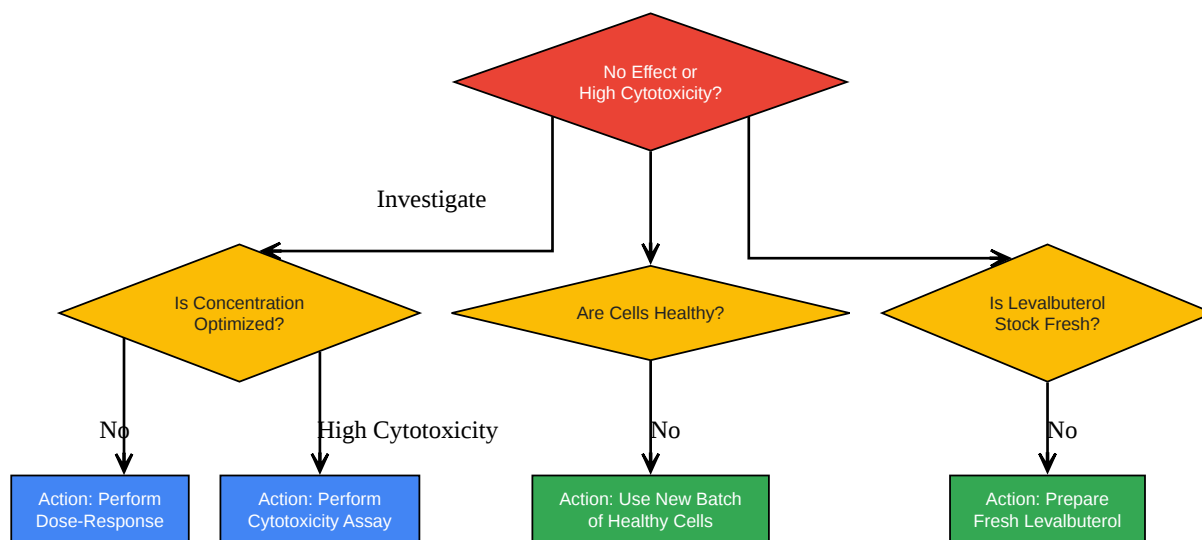 No Effect or
High Cytotoxicity?
Investigate
Is Concentration
Optimized?
Are Cells Healthy?
Is Levalbuterol
Stock Fresh?
No
High Cytotoxicity
No
No
Action: Perform
Dose-Response
Action: Perform
Cytotoxicity Assay
Action: Use New Batch
of Healthy Cells
Action: Prepare
Fresh Levalbuterol